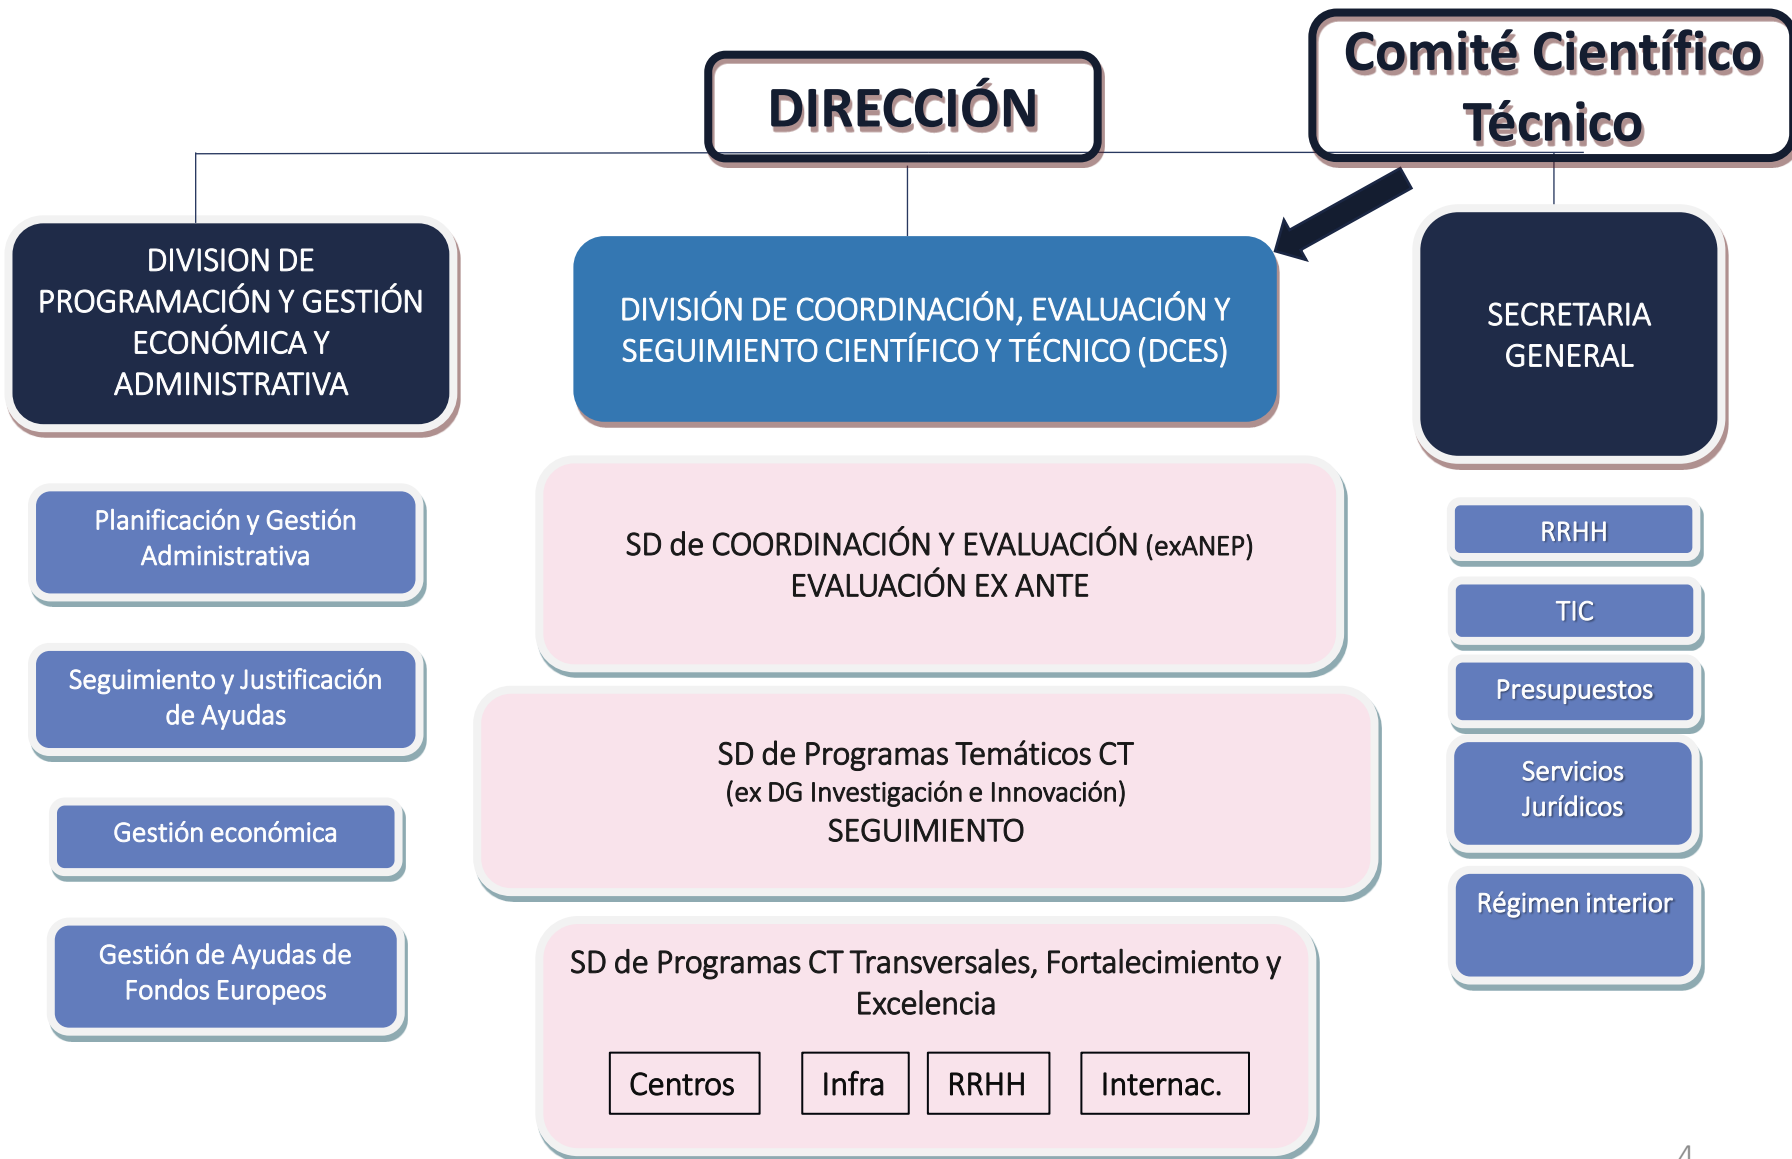 DIRECCIÓN
Comité Científico
Técnico
DIVISION DE
PROGRAMACIÓN Y GESTIÓN
ECONÓMICA Y
ADMINISTRATIVA
DIVISIÓN DE COORDINACIÓN, EVALUACIÓN Y
SEGUIMIENTO CIENTÍFICO Y TÉCNICO (DCES)
SECRETARIA
GENERAL
Planificación y Gestión
Administrativa
Seguimiento y Justificación
de Ayudas
Gestión económica
Gestión de Ayudas de
Fondos Europeos
SD de COORDINACIÓN Y EVALUACIÓN (exANEP)
EVALUACIÓN EX ANTE
SD de Programas Temáticos CT
(ex DG Investigación e Innovación)
SEGUIMIENTO
SD de Programas CT Transversales, Fortalecimiento y
Excelencia
Centros
Infra
RRHH
Internac.
RRHH
TIC
Presupuestos
Servicios
Jurídicos
Régimen interior
4